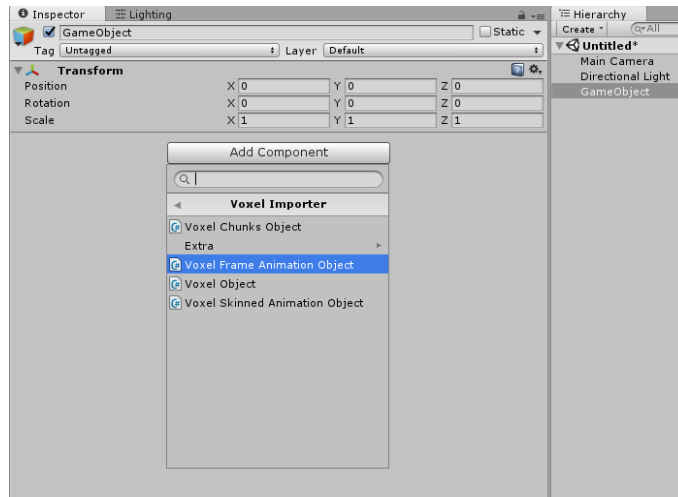 Inspector Lighting
GameObject Static
Tag Untagged Layer Default
Transform
Position X 0 Y 0 Z 0
Rotation X 0 Y 0 Z 0
Scale X 1 Y 1 Z 1
Add Component
Voxel Importer
Voxel Chunks Object
Extra
Voxel Frame Animation Object
Voxel Object
Voxel Skinned Animation Object
Hierarchy
Create All
Untitled*
Main Camera
Directional Light
GameObject